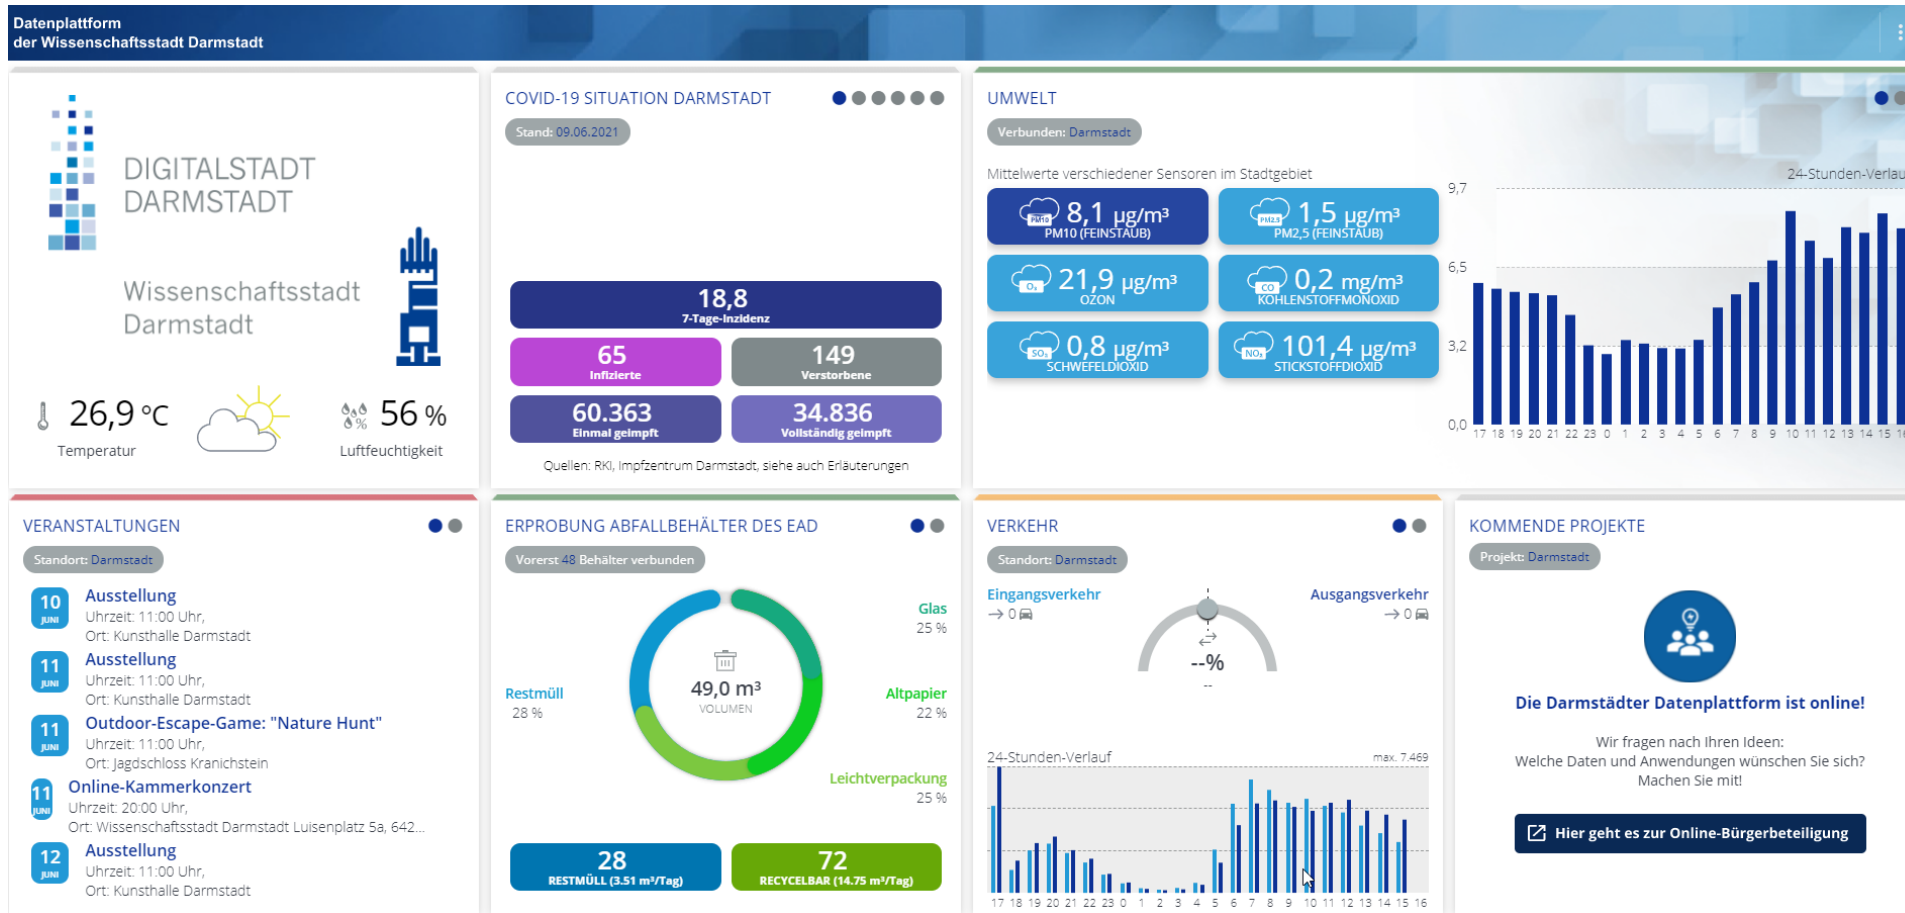 Datenplattform
der Wissenschaftsstadt Darmstadt
DIGITALSTADT
DARMSTADT
Wissenschaftsstadt
Darmstadt
26,9 °C
Temperatur
%
56 %
Luftfeuchtigkeit
COVID-19 SITUATION DARMSTADT
Stand: 09.06.2021
18,8
7-Tage-Inzidenz
65
Infizierte
149
Verstorbene
60.363
Einmal geimpft
34.836
Vollständig geimpft
Quellen: RKI, Impfzentrum Darmstadt, siehe auch Erläuterungen
UMWELT
Verbunden: Darmstadt
Mittelwerte verschiedener Sensoren im Stadtgebiet
PM10 8,1 µg/m³
PM10 (FEINSTAUB)
PM2,5 1,5 µg/m³
PM2,5 (FEINSTAUB)
O₃ 21,9 µg/m³
OZON
CO 0,2 mg/m³
KOHLENSTOFFMONOXID
SO₂ 0,8 µg/m³
SCHWEFELDIOXID
NO₂ 101,4 µg/m³
STICKSTOFFDIOXID
24-Stunden-Verlau
9,7
6,5
3,2
0,0
17 18 19 20 21 22 23 0 1 2 3 4 5 6 7 8 9 10 11 12 13 14 15 16
VERANSTALTUNGEN
Standort: Darmstadt
10
JUNI
Ausstellung
Uhrzeit: 11:00 Uhr,
Ort: Kunsthalle Darmstadt
11
JUNI
Ausstellung
Uhrzeit: 11:00 Uhr,
Ort: Kunsthalle Darmstadt
11
JUNI
Outdoor-Escape-Game: "Nature Hunt"
Uhrzeit: 11:00 Uhr,
Ort: Jagdschloss Kranichstein
11
JUNI
Online-Kammerkonzert
Uhrzeit: 20:00 Uhr,
Ort: Wissenschaftsstadt Darmstadt Luisenplatz 5a, 642...
12
JUNI
Ausstellung
Uhrzeit: 11:00 Uhr,
Ort: Kunsthalle Darmstadt
ERPROBUNG ABFALLBEHÄLTER DES EAD
Vorerst 48 Behälter verbunden
Glas
25 %
Restmüll
28 %
49,0 m³
VOLUMEN
Altpapier
22 %
Leichtverpackung
25 %
28
RESTMÜLL (3.51 m³/Tag)
72
RECYCELBAR (14.75 m³/Tag)
VERKEHR
Standort: Darmstadt
Eingangsverkehr
→ 0
Ausgangsverkehr
→ 0
--%
--
24-Stunden-Verlauf
max. 7.469
17 18 19 20 21 22 23 0 1 2 3 4 5 6 7 8 9 10 11 12 13 14 15 16
KOMMENDE PROJEKTE
Projekt: Darmstadt
Die Darmstädter Datenplattform ist online!
Wir fragen nach Ihren Ideen:
Welche Daten und Anwendungen wünschen Sie sich?
Machen Sie mit!
Hier geht es zur Online-Bürgerbeteiligung